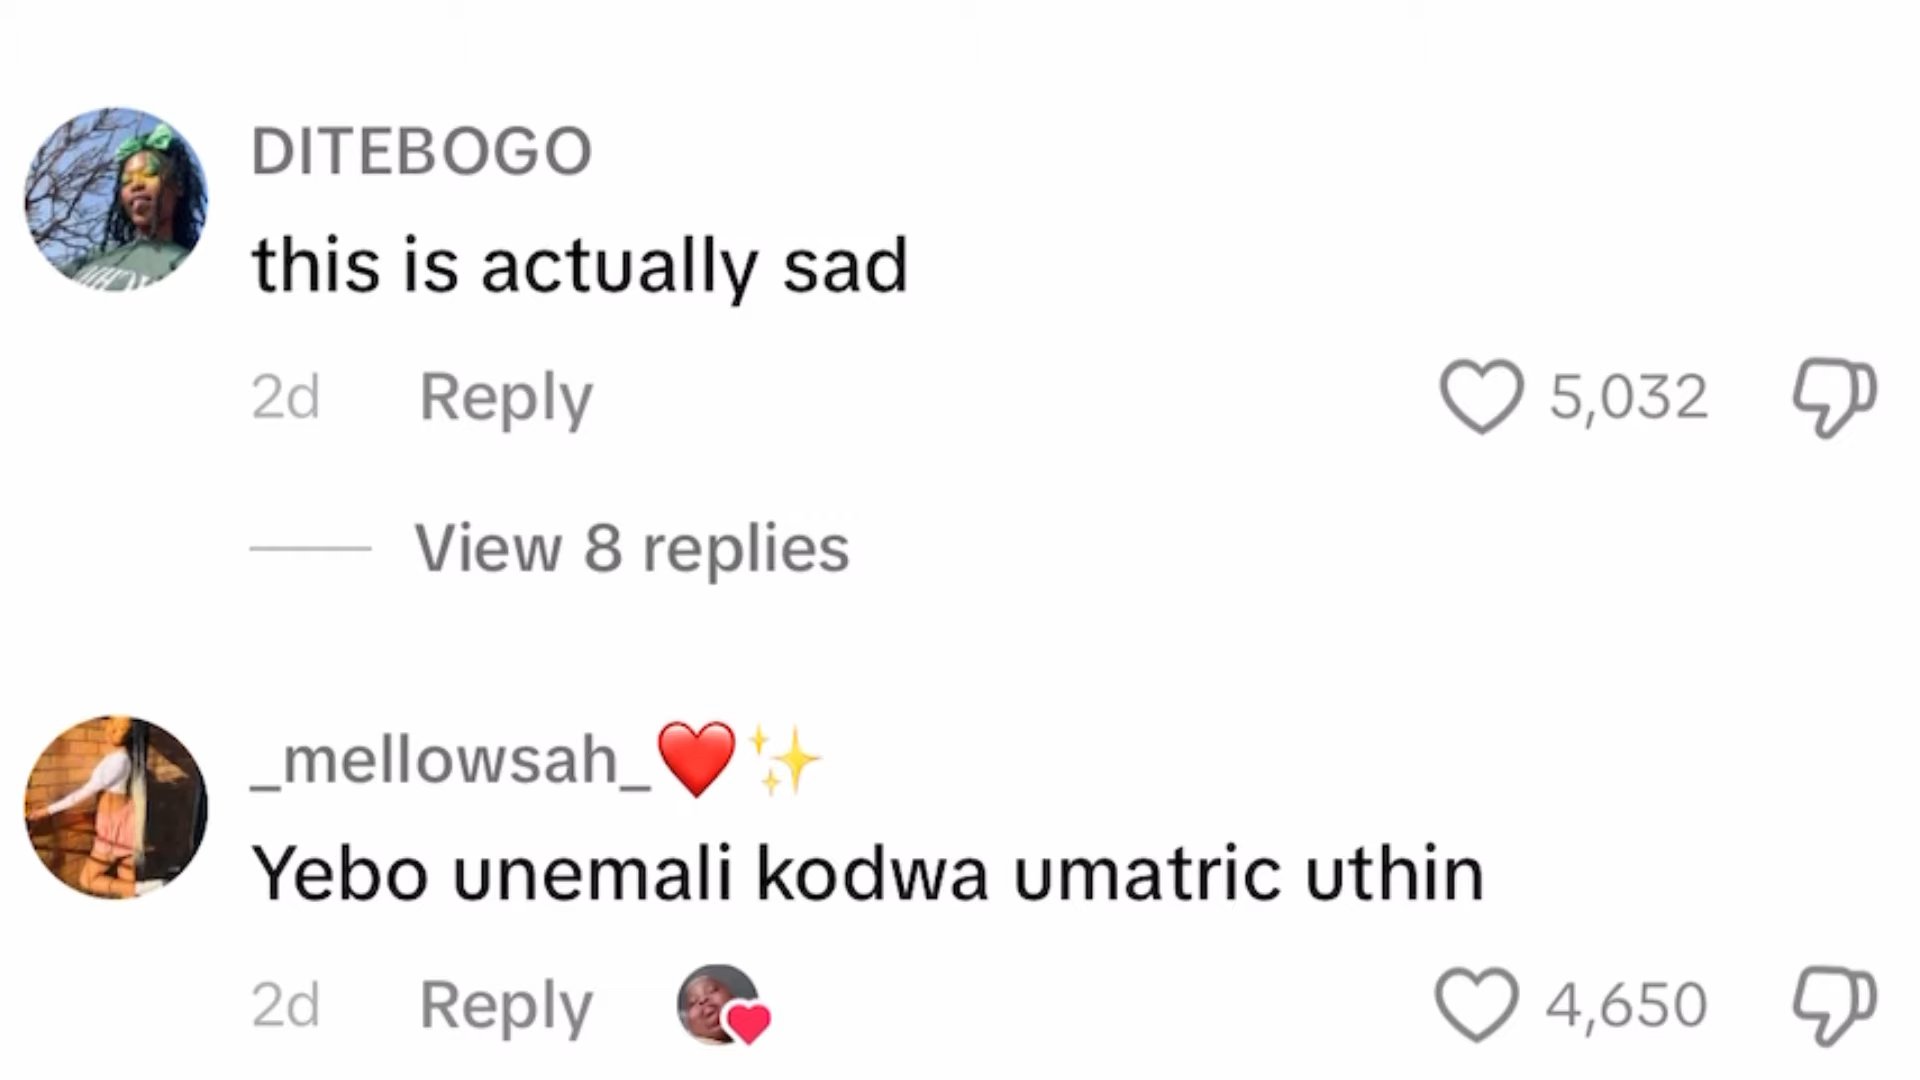 DITEBOGO
this is actually sad
2d Reply 5,032
View 8 replies
_mellowsah_❤️✨
Yebo unemali kodwa umatric uthin
2d Reply 4,650